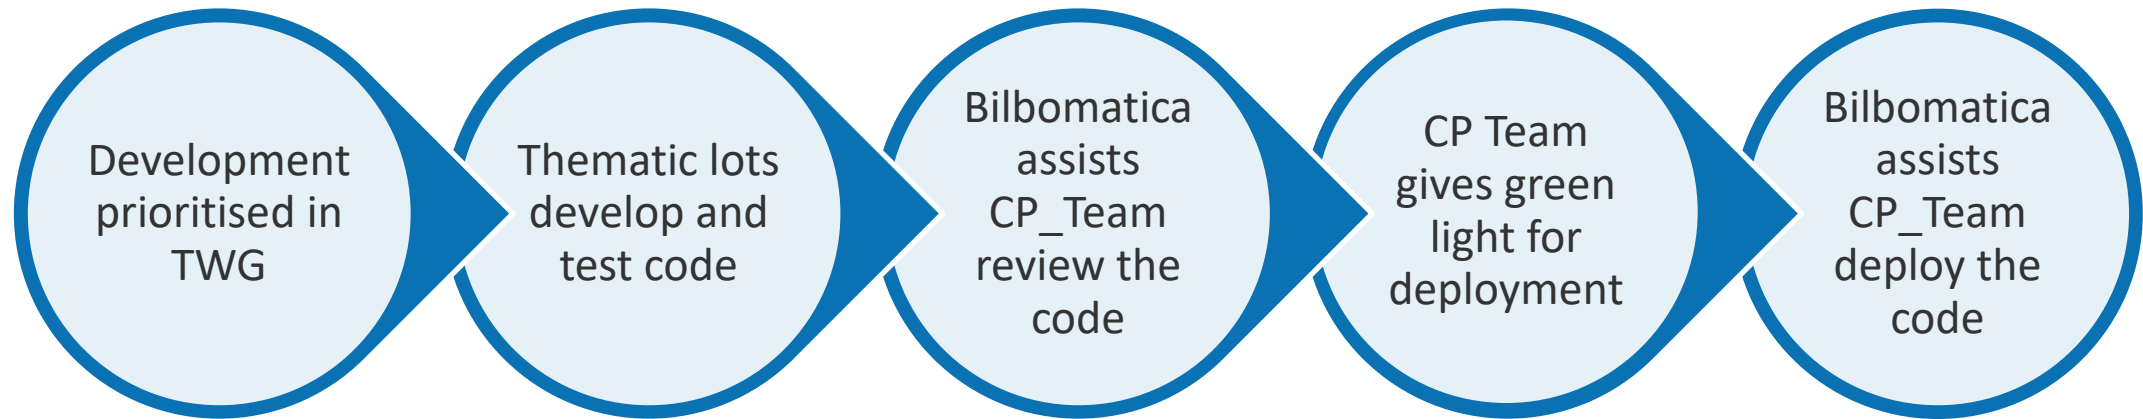 Development
prioritised in
TWG
Thematic lots
develop and
test code
Bilbomatica
assists
CP_Team
review the
code
CP Team
gives green
light for
deployment
Bilbomatica
assists
CP_Team
deploy the
code